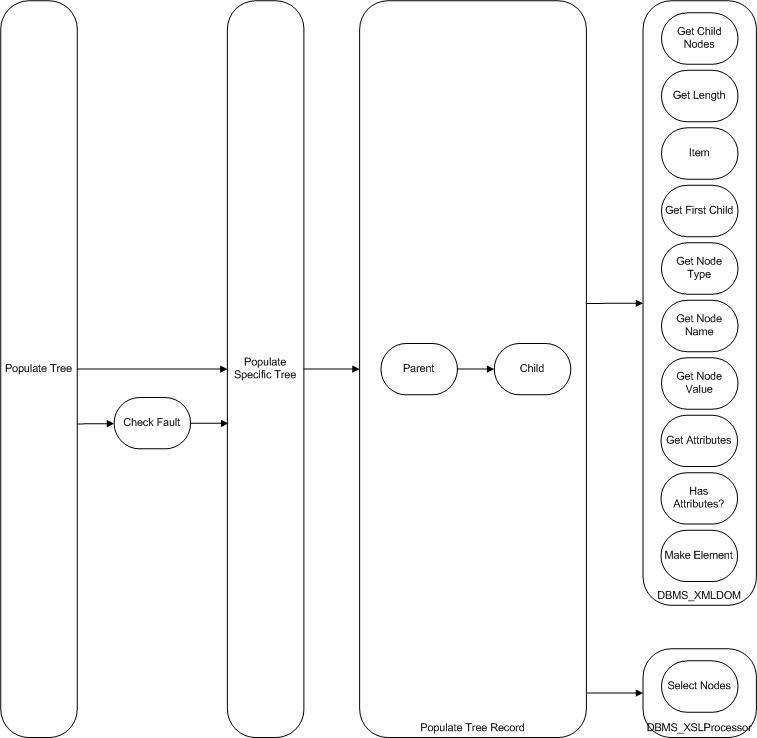 Populate Tree
Check Fault
Populate
Specific Tree
Parent
Child
Populate Tree Record
Get Child
Nodes
Get Length
Item
Get First Child
Get Node
Type
Get Node
Name
Get Node
Value
Get Attributes
Has
Attributes?
Make Element
DBMS_XMLDOM
Select Nodes
DBMS_XSLProcessor